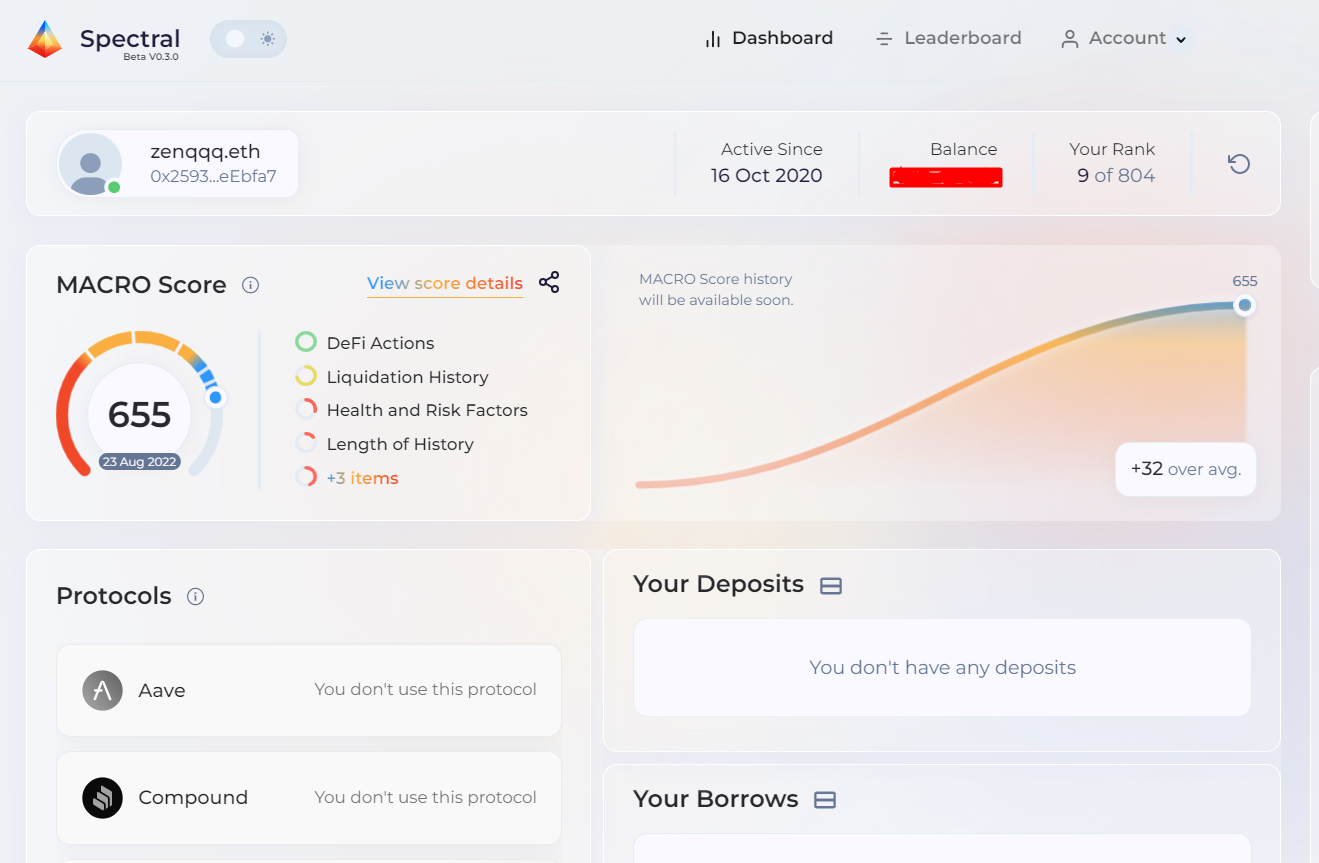 Spectral
Beta V0.3.0
Dashboard
Leaderboard
Account
zenqqq.eth
0x2593...eEbfa7
Active Since
16 Oct 2020
Balance
Your Rank
9 of 804
MACRO Score
View score details
655
23 Aug 2022
DeFi Actions
Liquidation History
Health and Risk Factors
Length of History
+3 items
MACRO Score history
will be available soon.
655
+32 over avg.
Protocols
Aave
You don't use this protocol
Compound
You don't use this protocol
Your Deposits
You don't have any deposits
Your Borrows